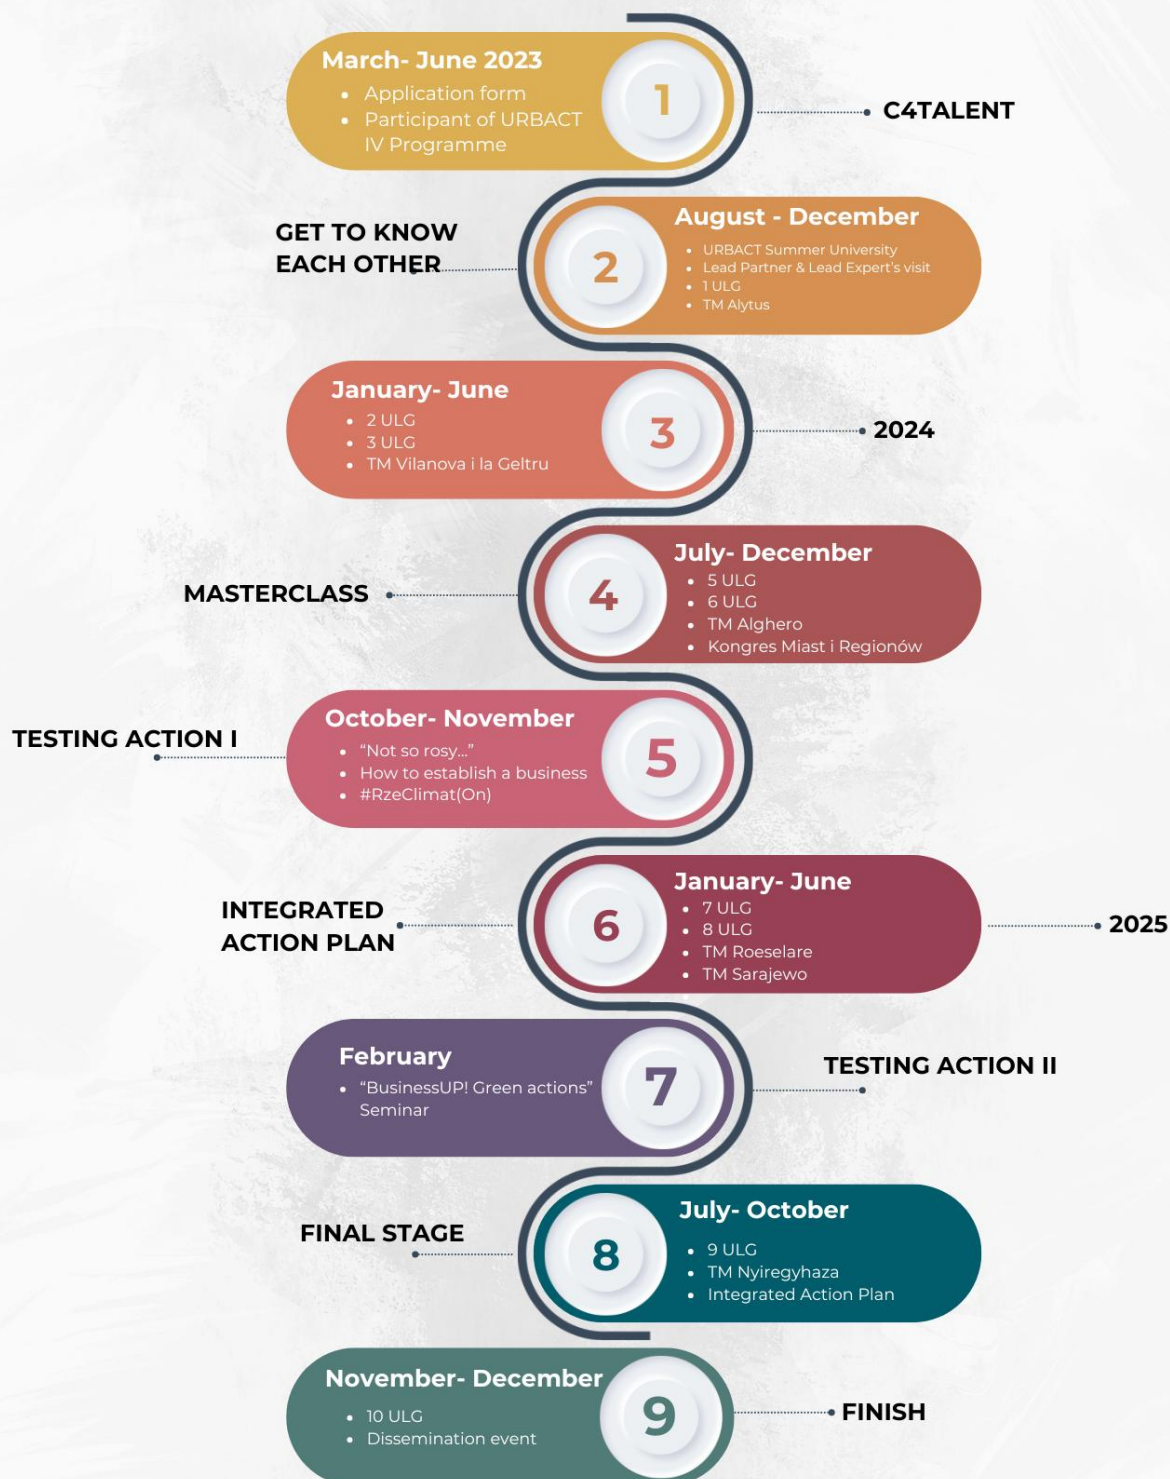 March- June 2023
• Application form
• Participant of URBACT
IV Programme
1
C4TALENT
GET TO KNOW
EACH OTHER
2
August - December
• URBACT Summer University
• Lead Partner & Lead Expert's visit
• 1 ULG
• TM Alytus
January- June
• 2 ULG
• 3 ULG
• TM Vilanova i la Geltru
3
2024
MASTERCLASS
4
July- December
• 5 ULG
• 6 ULG
• TM Alghero
• Kongres Miast i Regionów
TESTING ACTION I
October- November
• “Not so rosy...”
• How to establish a business
• #RzeClimat(On)
5
INTEGRATED
ACTION PLAN
6
January- June
• 7 ULG
• 8 ULG
• TM Roeselare
• TM Sarajewo
2025
February
• “BusinessUP! Green actions”
Seminar
7
TESTING ACTION II
FINAL STAGE
8
July- October
• 9 ULG
• TM Nyiregyhaza
• Integrated Action Plan
November- December
• 10 ULG
• Dissemination event
9
FINISH